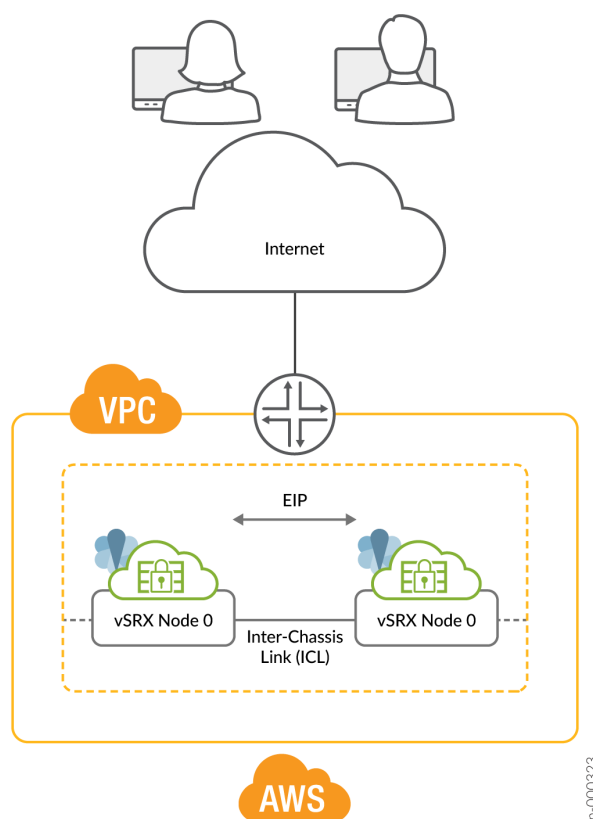 Internet
VPC
EIP
vSRX Node 0
vSRX Node 0
Inter-Chassis
Link (ICL)
AWS